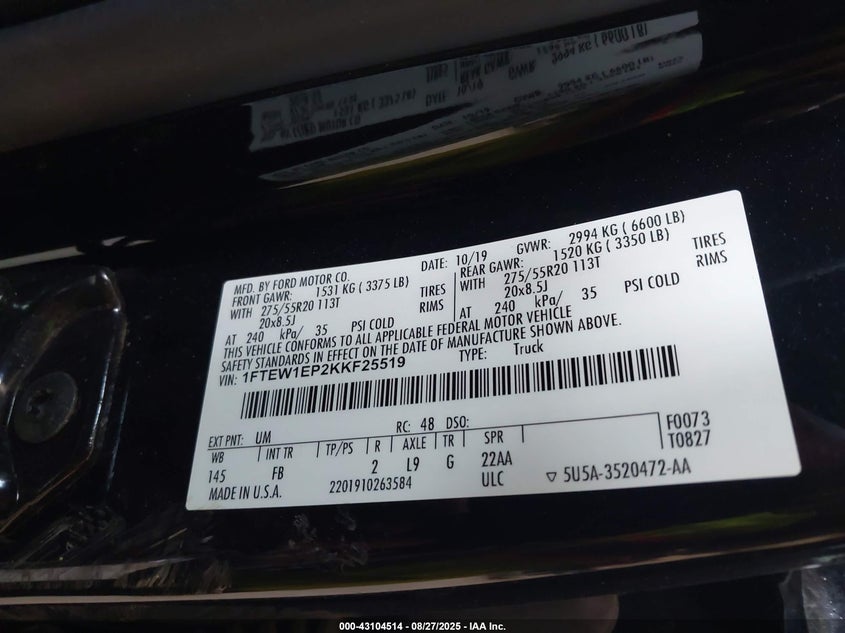 MFD. BY FORD MOTOR CO.
DATE: 10/19 GVWR: 2994 KG ( 6600 LB)
FRONT GAWR: 1531 KG ( 3375 LB) REAR GAWR: 1520 KG ( 3350 LB)
WITH 275/55R20 113T TIRES WITH 275/55R20 113T TIRES
20x8.5J RIMS 20x8.5J RIMS
AT 240 kPa/ 35 PSI COLD AT 240 kPa/ 35 PSI COLD
THIS VEHICLE CONFORMS TO ALL APPLICABLE FEDERAL MOTOR VEHICLE
SAFETY STANDARDS IN EFFECT ON THE DATE OF MANUFACTURE SHOWN ABOVE.
VIN: 1FTEW1EP2KKF25519 TYPE: Truck
EXT PNT: UM RC: 48 DSO: F0073
WB INT TR TP/PS R AXLE TR SPR T0827
145 FB 2 L9 G 22AA
MADE IN U.S.A. 2201910263584 ULC ▽ 5U5A-3520472-AA
000-43104514 - 08/27/2025 - IAA Inc.